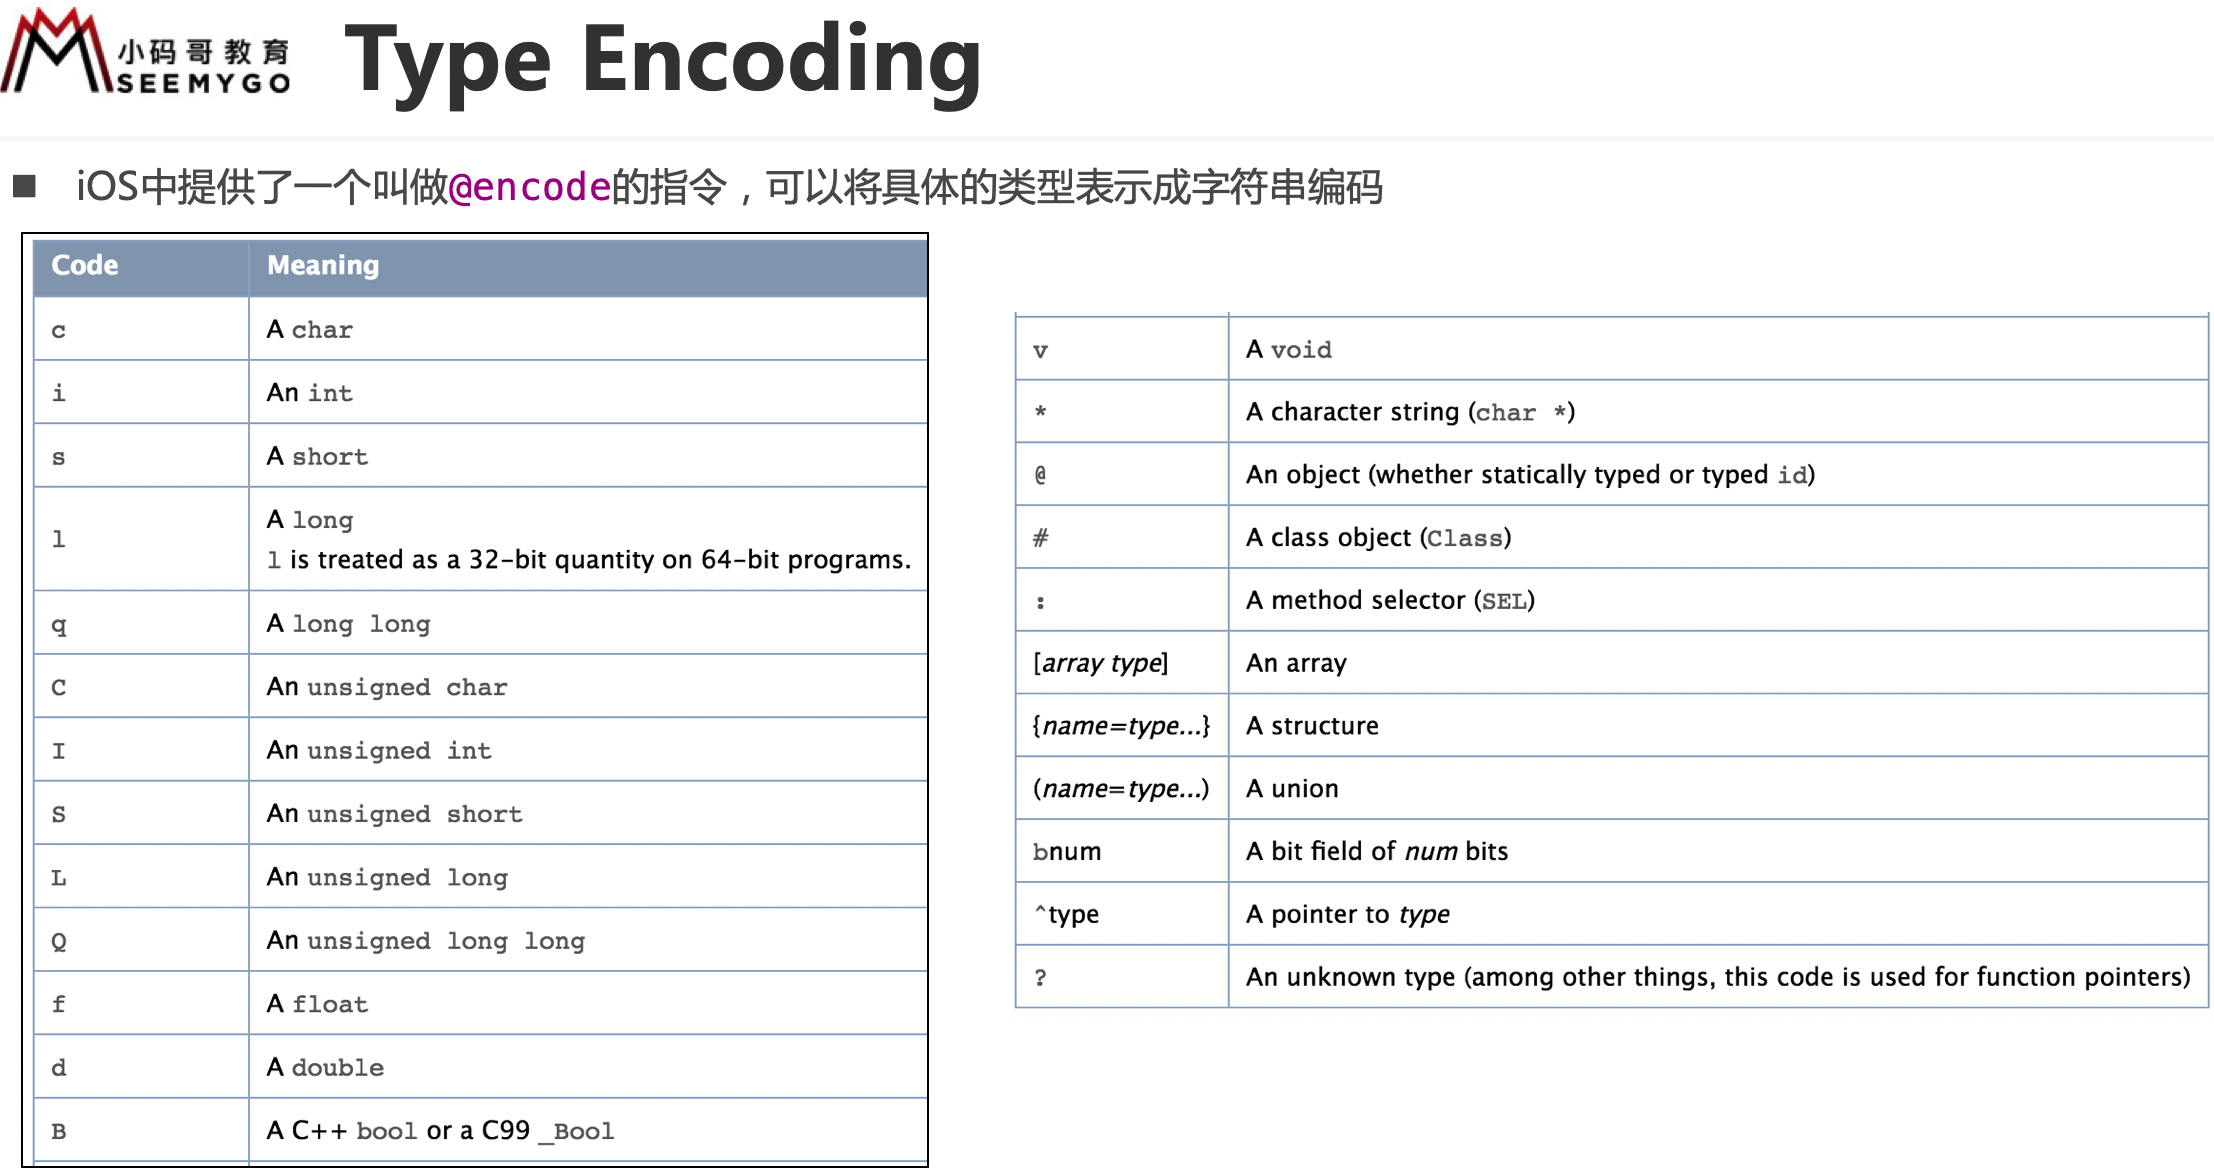 小码哥教育
SEEMYGO
Type Encoding
■ iOS中提供了一个叫做@encode的指令，可以将具体的类型表示成字符串编码
Code Meaning
c A char
i An int
s A short
l A long
l is treated as a 32-bit quantity on 64-bit programs.
q A long long
C An unsigned char
I An unsigned int
S An unsigned short
L An unsigned long
Q An unsigned long long
f A float
d A double
B A C++ bool or a C99 _Bool
v A void
* A character string (char *)
@ An object (whether statically typed or typed id)
# A class object (Class)
: A method selector (SEL)
[array type] An array
{name=type...} A structure
(name=type...) A union
bnum A bit field of num bits
^type A pointer to type
? An unknown type (among other things, this code is used for function pointers)